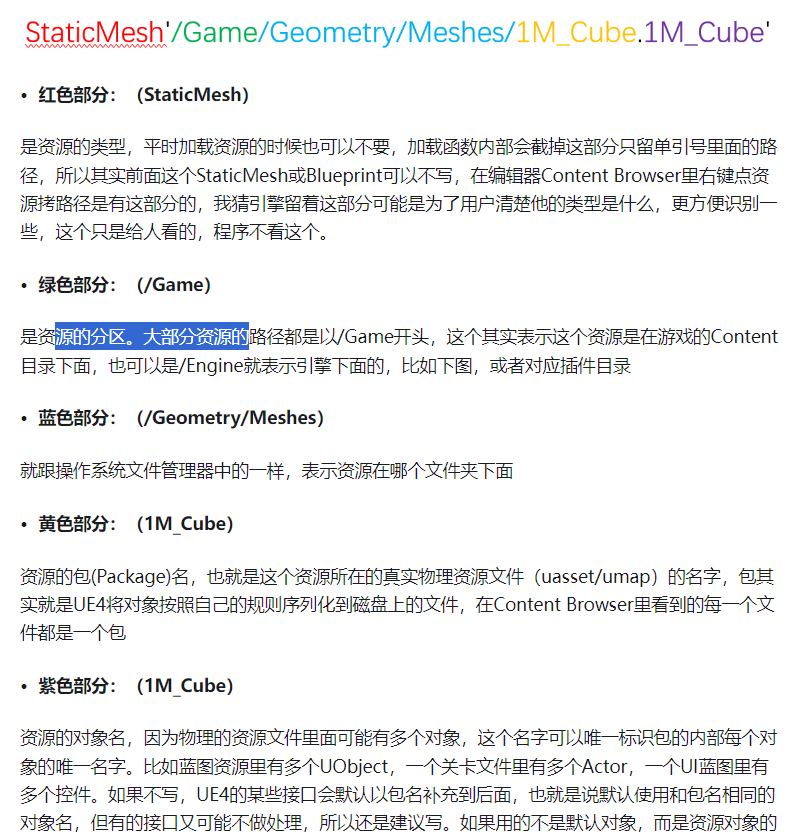 StaticMesh'/Game/Geometry/Meshes/1M_Cube.1M_Cube'
• 红色部分：（StaticMesh）
是资源的类型，平时加载资源的时候也可以不要，加载函数内部会截掉这部分只留单引号里面的路
径，所以其实前面这个StaticMesh或Blueprint可以不写，在编辑器Content Browser里右键点资
源拷路径是有这部分的，我猜引擎留着这部分可能是为了用户清楚他的类型是什么，更方便识别一
些，这个只是给人看的，程序不看这个。
• 绿色部分：（/Game）
是资源的分区。大部分资源的路径都是以/Game开头，这个其实表示这个资源是在游戏的Content
目录下面，也可以是/Engine就表示引擎下面的，比如下图，或者对应插件目录
• 蓝色部分：（/Geometry/Meshes）
就跟操作系统文件管理器中的一样，表示资源在哪个文件夹下面
• 黄色部分：（1M_Cube）
资源的包(Package)名，也就是这个资源所在的真实物理资源文件（uasset/umap）的名字，包其
实就是UE4将对象按照自己的规则序列化到磁盘上的文件，在Content Browser里看到的每一个文
件都是一个包
• 紫色部分：（1M_Cube）
资源的对象名，因为物理的资源文件里面可能有多个对象，这个名字可以唯一标识包的内部每个对
象的唯一名字。比如蓝图资源里有多个UObject，一个关卡文件里有多个Actor，一个UI蓝图里有
多个控件。如果不写，UE4的某些接口会默认以包名补充到后面，也就是说默认使用和包名相同的
对象名，但有的接口又可能不做处理，所以还是建议写。如果用的不是默认对象，而是资源对象的